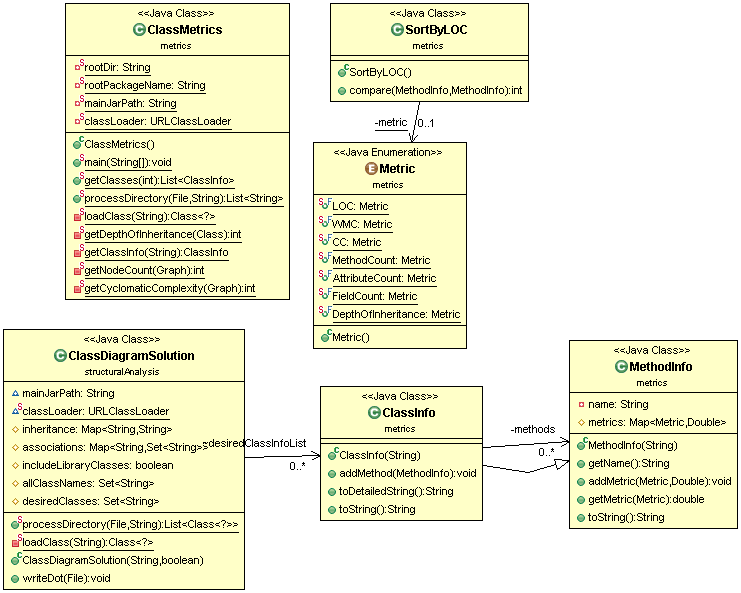 <<Java Class>>
ClassMetrics
metrics
rootDir: String
rootPackageName: String
mainJarPath: String
classLoader: URLClassLoader
ClassMetrics()
main(String[]):void
getClasses(int):List<ClassInfo>
processDirectory(File,String):List<String>
loadClass(String):Class<?>
getDepthOfInheritance(Class):int
getClassInfo(String):ClassInfo
getNodeCount(Graph):int
getCyclomaticComplexity(Graph):int
<<Java Class>>
SortByLOC
metrics
SortByLOC()
compare(MethodInfo,MethodInfo):int
-metric
0..1
<<Java Enumeration>>
Metric
metrics
LOC: Metric
WMC: Metric
CC: Metric
MethodCount: Metric
AttributeCount: Metric
FieldCount: Metric
DepthOfInheritance: Metric
Metric()
<<Java Class>>
ClassDiagramSolution
structuralAnalysis
mainJarPath: String
classLoader: URLClassLoader
inheritance: Map<String,String>
associations: Map<String,Set<String>>
includeLibraryClasses: boolean
allClassNames: Set<String>
desiredClasses: Set<String>
processDirectory(File,String):List<Class<?>>
loadClass(String):Class<?>
ClassDiagramSolution(String,boolean)
writeDot(File):void
~desiredClassInfoList
0..*
<<Java Class>>
ClassInfo
metrics
ClassInfo(String)
addMethod(MethodInfo):void
toDetailedString():String
toString():String
-methods
0..*
<<Java Class>>
MethodInfo
metrics
name: String
metrics: Map<Metric,Double>
MethodInfo(String)
getName():String
addMetric(Metric,Double):void
getMetric(Metric):double
toString():String